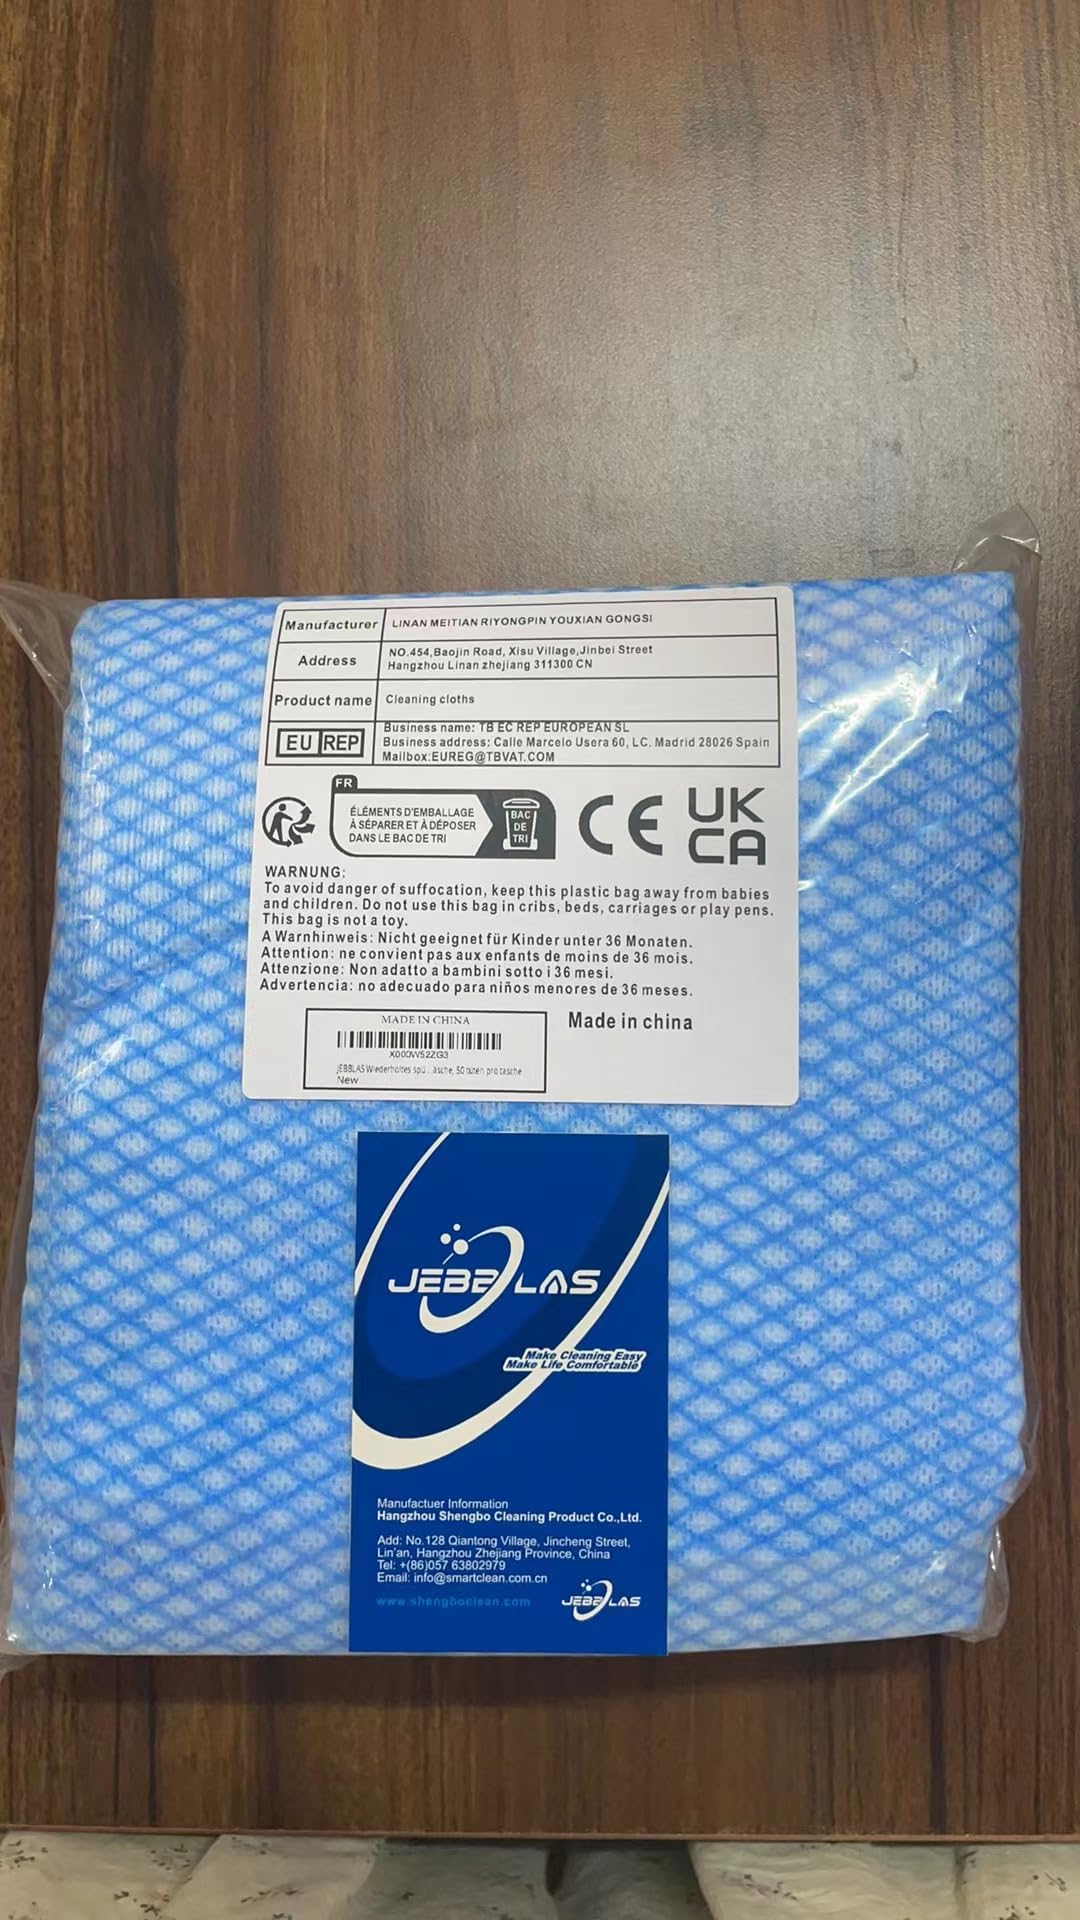 Manufacturer
LINAN MEITIAN RIYONGPIN YOUXIAN GONGSI
Address
NO.454,Baojin Road, Xisu Village,Jinbei Street
Hangzhou Linan zhejiang 311300 CN
Product name
Cleaning cloths
EU REP
Business name: TB EC REP EUROPEAN SL
Business address: Calle Marcelo Usera 60, LC. Madrid 28026 Spain
Mailbox:EUREG@TBVAT.COM
FR
ÉLÉMENTS D'EMBALLAGE
À SÉPARER ET À DÉPOSER
DANS LE BAC DE TRI
BAC
DE
TRI
CE
UK
CA
WARNUNG:
To avoid danger of suffocation, keep this plastic bag away from babies
and children. Do not use this bag in cribs, beds, carriages or play pens.
This bag is not a toy.
A Warnhinweis: Nicht geeignet für Kinder unter 36 Monaten.
Attention: ne convient pas aux enfants de moins de 36 mois.
Attenzione: Non adatto a bambini sotto i 36 mesi.
Advertencia: no adecuado para niños menores de 36 meses.
MADE IN CHINA
X000W52ZG3
JEBBLAS Wiederholtes spü...äsche, 50 tüten pro tasche
New
Made in china
JEBBLAS
Make Cleaning Easy
Make Life Comfortable
Manufactuer Information
Hangzhou Shengbo Cleaning Product Co.,Ltd.
Add: No.128 Qiantong Village, Jincheng Street,
Lin'an, Hangzhou Zhejiang Province, China
Tel: +(86)057 63802979
Email: info@smartclean.com.cn
www.shengboclean.com
JEBBLAS